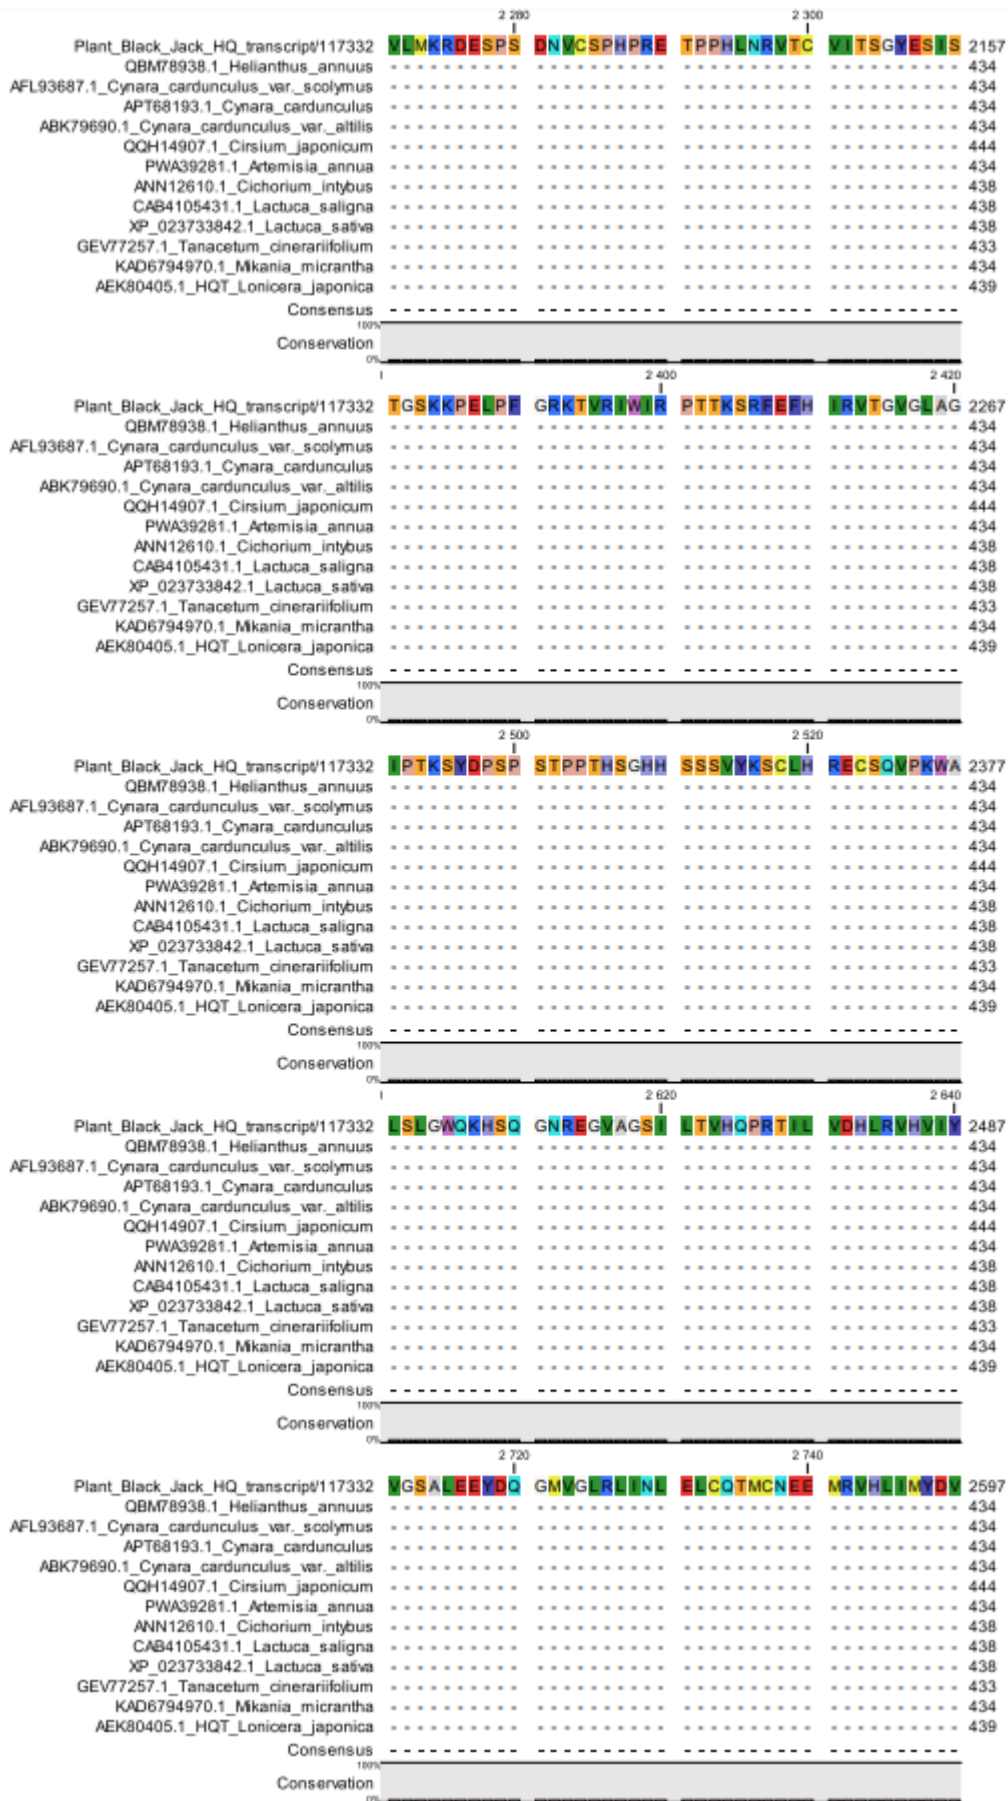 2 280 2 300
Plant_Black_Jack_HQ_transcript/117332 VLMKRDESPS DNVCSPHPRE TPPHLNRVTC VITSGYESIS 2157
QBM78938.1_Helianthus_annuus ---------- ---------- ---------- ---------- 434
AFL93687.1_Cynara_cardunculus_var._scolymus ---------- ---------- ---------- ---------- 434
APT68193.1_Cynara_cardunculus ---------- ---------- ---------- ---------- 434
ABK79690.1_Cynara_cardunculus_var._altilis ---------- ---------- ---------- ---------- 434
QQH14907.1_Cirsium_japonicum ---------- ---------- ---------- ---------- 444
PWA39281.1_Artemisia_annua ---------- ---------- ---------- ---------- 434
ANN12610.1_Cichorium_intybus ---------- ---------- ---------- ---------- 438
CAB4105431.1_Lactuca_saligna ---------- ---------- ---------- ---------- 438
XP_023733842.1_Lactuca_sativa ---------- ---------- ---------- ---------- 438
GEV77257.1_Tanacetum_cinerariifolium ---------- ---------- ---------- ---------- 433
KAD6794970.1_Mikania_micrantha ---------- ---------- ---------- ---------- 434
AEK80405.1_HQT_Lonicera_japonica ---------- ---------- ---------- ---------- 439
Consensus ---------- ---------- ---------- ----------
100%
Conservation
0%
2 400 2 420
Plant_Black_Jack_HQ_transcript/117332 TGSKKPELPF GRKTVRIWIR PTTKSRFEFH IRVTGVGLAG 2267
QBM78938.1_Helianthus_annuus ---------- ---------- ---------- ---------- 434
AFL93687.1_Cynara_cardunculus_var._scolymus ---------- ---------- ---------- ---------- 434
APT68193.1_Cynara_cardunculus ---------- ---------- ---------- ---------- 434
ABK79690.1_Cynara_cardunculus_var._altilis ---------- ---------- ---------- ---------- 434
QQH14907.1_Cirsium_japonicum ---------- ---------- ---------- ---------- 444
PWA39281.1_Artemisia_annua ---------- ---------- ---------- ---------- 434
ANN12610.1_Cichorium_intybus ---------- ---------- ---------- ---------- 438
CAB4105431.1_Lactuca_saligna ---------- ---------- ---------- ---------- 438
XP_023733842.1_Lactuca_sativa ---------- ---------- ---------- ---------- 438
GEV77257.1_Tanacetum_cinerariifolium ---------- ---------- ---------- ---------- 433
KAD6794970.1_Mikania_micrantha ---------- ---------- ---------- ---------- 434
AEK80405.1_HQT_Lonicera_japonica ---------- ---------- ---------- ---------- 439
Consensus ---------- ---------- ---------- ----------
100%
Conservation
0%
2 500 2 520
Plant_Black_Jack_HQ_transcript/117332 IPTKSYDPSP STPPTHSGHH SSSVYKSCLH RECSQVPKWA 2377
QBM78938.1_Helianthus_annuus ---------- ---------- ---------- ---------- 434
AFL93687.1_Cynara_cardunculus_var._scolymus ---------- ---------- ---------- ---------- 434
APT68193.1_Cynara_cardunculus ---------- ---------- ---------- ---------- 434
ABK79690.1_Cynara_cardunculus_var._altilis ---------- ---------- ---------- ---------- 434
QQH14907.1_Cirsium_japonicum ---------- ---------- ---------- ---------- 444
PWA39281.1_Artemisia_annua ---------- ---------- ---------- ---------- 434
ANN12610.1_Cichorium_intybus ---------- ---------- ---------- ---------- 438
CAB4105431.1_Lactuca_saligna ---------- ---------- ---------- ---------- 438
XP_023733842.1_Lactuca_sativa ---------- ---------- ---------- ---------- 438
GEV77257.1_Tanacetum_cinerariifolium ---------- ---------- ---------- ---------- 433
KAD6794970.1_Mikania_micrantha ---------- ---------- ---------- ---------- 434
AEK80405.1_HQT_Lonicera_japonica ---------- ---------- ---------- ---------- 439
Consensus ---------- ---------- ---------- ----------
100%
Conservation
0%
2 620 2 640
Plant_Black_Jack_HQ_transcript/117332 LSLGWQKHSQ GNREGVAGSI LTVHQPRTIL VDHLRVHVIY 2487
QBM78938.1_Helianthus_annuus ---------- ---------- ---------- ---------- 434
AFL93687.1_Cynara_cardunculus_var._scolymus ---------- ---------- ---------- ---------- 434
APT68193.1_Cynara_cardunculus ---------- ---------- ---------- ---------- 434
ABK79690.1_Cynara_cardunculus_var._altilis ---------- ---------- ---------- ---------- 434
QQH14907.1_Cirsium_japonicum ---------- ---------- ---------- ---------- 444
PWA39281.1_Artemisia_annua ---------- ---------- ---------- ---------- 434
ANN12610.1_Cichorium_intybus ---------- ---------- ---------- ---------- 438
CAB4105431.1_Lactuca_saligna ---------- ---------- ---------- ---------- 438
XP_023733842.1_Lactuca_sativa ---------- ---------- ---------- ---------- 438
GEV77257.1_Tanacetum_cinerariifolium ---------- ---------- ---------- ---------- 433
KAD6794970.1_Mikania_micrantha ---------- ---------- ---------- ---------- 434
AEK80405.1_HQT_Lonicera_japonica ---------- ---------- ---------- ---------- 439
Consensus ---------- ---------- ---------- ----------
100%
Conservation
0%
2 720 2 740
Plant_Black_Jack_HQ_transcript/117332 VGSALEEYDQ GMVGLRLINL ELCQTMCNEE MRVHLIMYDV 2597
QBM78938.1_Helianthus_annuus ---------- ---------- ---------- ---------- 434
AFL93687.1_Cynara_cardunculus_var._scolymus ---------- ---------- ---------- ---------- 434
APT68193.1_Cynara_cardunculus ---------- ---------- ---------- ---------- 434
ABK79690.1_Cynara_cardunculus_var._altilis ---------- ---------- ---------- ---------- 434
QQH14907.1_Cirsium_japonicum ---------- ---------- ---------- ---------- 444
PWA39281.1_Artemisia_annua ---------- ---------- ---------- ---------- 434
ANN12610.1_Cichorium_intybus ---------- ---------- ---------- ---------- 438
CAB4105431.1_Lactuca_saligna ---------- ---------- ---------- ---------- 438
XP_023733842.1_Lactuca_sativa ---------- ---------- ---------- ---------- 438
GEV77257.1_Tanacetum_cinerariifolium ---------- ---------- ---------- ---------- 433
KAD6794970.1_Mikania_micrantha ---------- ---------- ---------- ---------- 434
AEK80405.1_HQT_Lonicera_japonica ---------- ---------- ---------- ---------- 439
Consensus ---------- ---------- ---------- ----------
100%
Conservation
0%